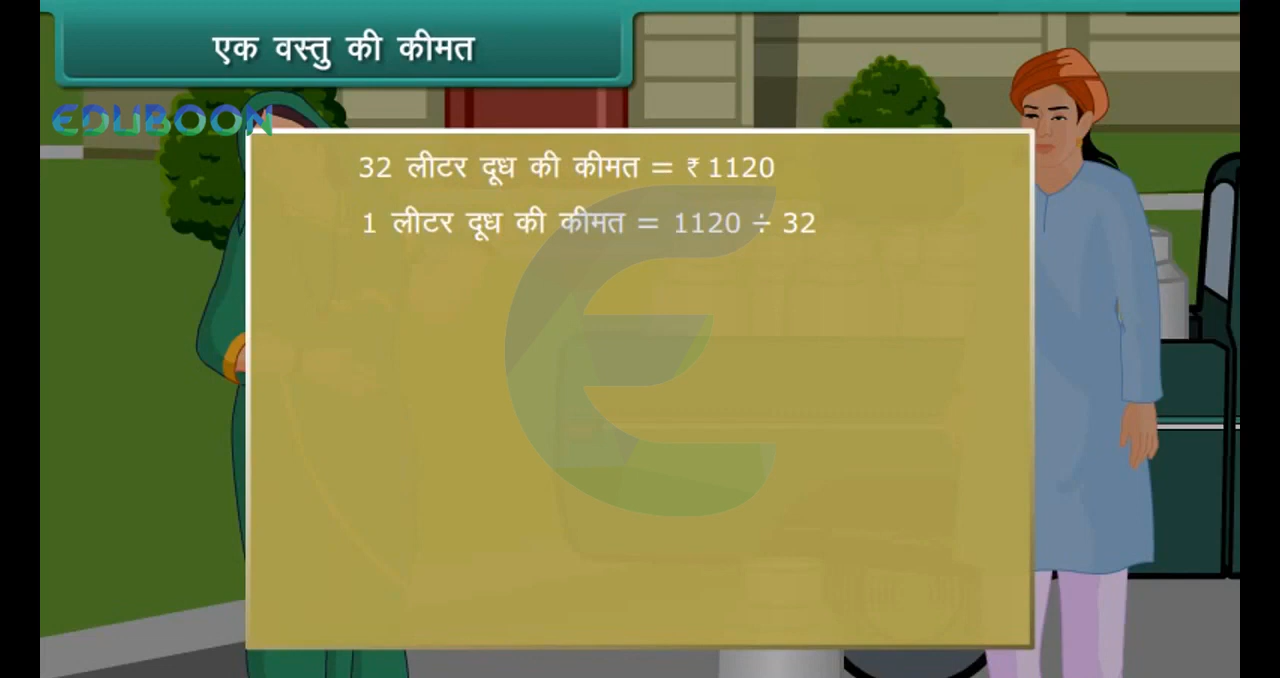 एक वस्तु की कीमत
EDUBOON
32 लीटर दूध की कीमत = ₹ 1120
1 लीटर दूध की कीमत = 1120 ÷ 32